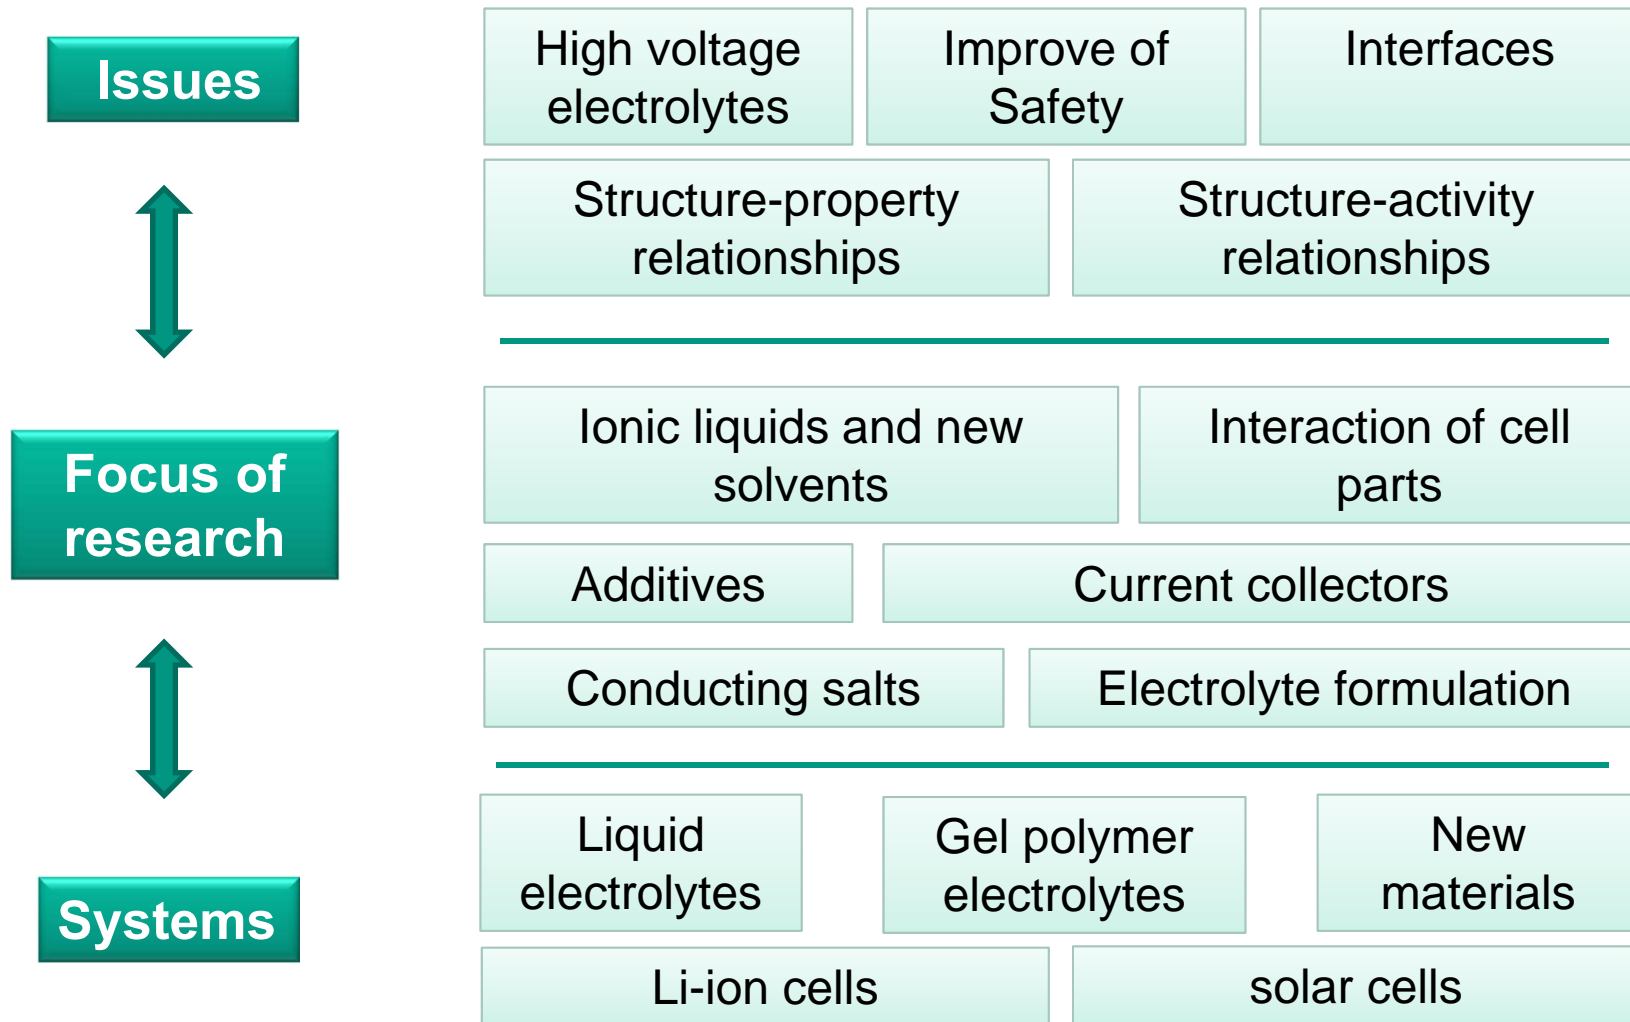 Issues
High voltage
electrolytes
Improve of
Safety
Interfaces
Structure-property
relationships
Structure-activity
relationships
Focus of
research
Ionic liquids and new
solvents
Interaction of cell
parts
Additives
Current collectors
Conducting salts
Electrolyte formulation
Systems
Liquid
electrolytes
Gel polymer
electrolytes
New
materials
Li-ion cells
solar cells